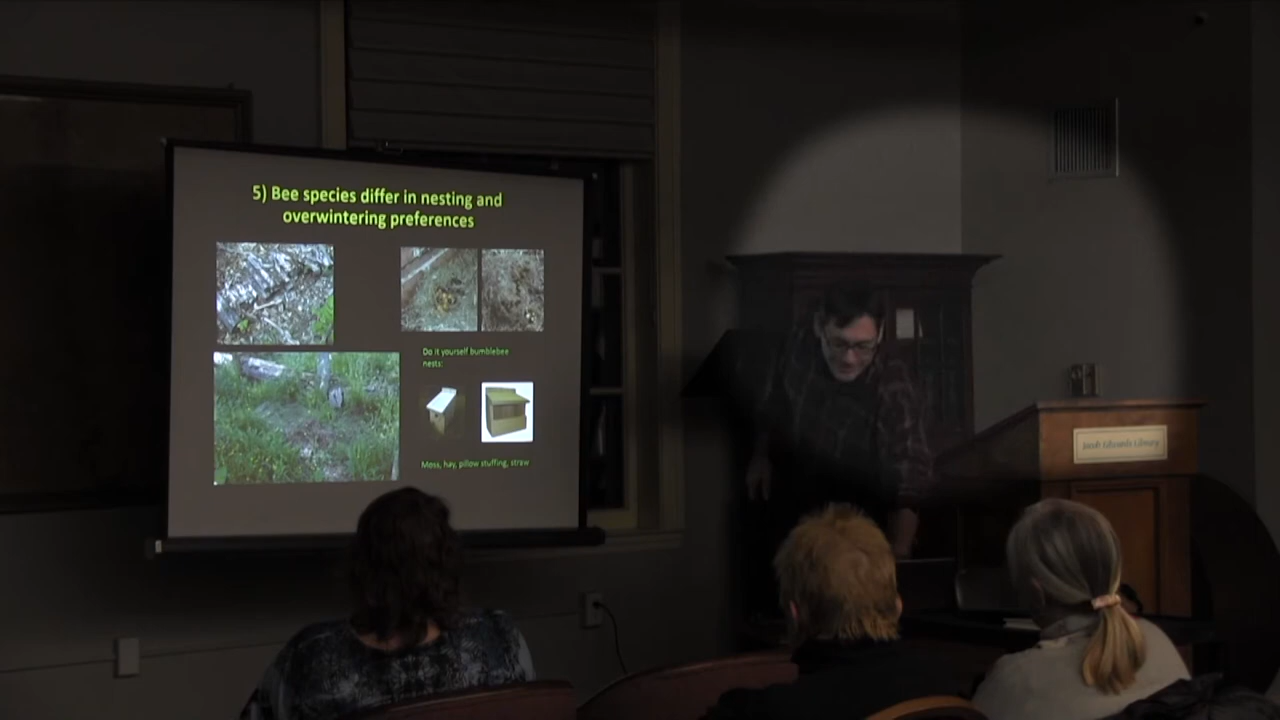 5) Bee species differ in nesting and
overwintering preferences
Do it yourself bumblebee
nests:
Moss, hay, pillow stuffing, straw
Jacob Edwards Library